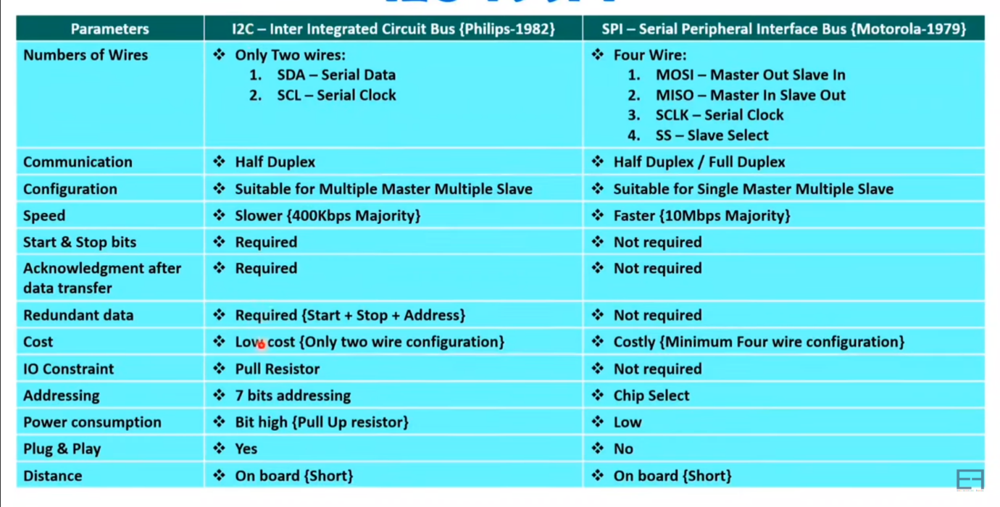 Parameters
I2C – Inter Integrated Circuit Bus {Philips-1982}
SPI – Serial Peripheral Interface Bus {Motorola-1979}
Numbers of Wires
❖ Only Two wires:
1. SDA – Serial Data
2. SCL – Serial Clock
❖ Four Wire:
1. MOSI – Master Out Slave In
2. MISO – Master In Slave Out
3. SCLK – Serial Clock
4. SS – Slave Select
Communication
❖ Half Duplex
❖ Half Duplex / Full Duplex
Configuration
❖ Suitable for Multiple Master Multiple Slave
❖ Suitable for Single Master Multiple Slave
Speed
❖ Slower {400Kbps Majority}
❖ Faster {10Mbps Majority}
Start & Stop bits
❖ Required
❖ Not required
Acknowledgment after
data transfer
❖ Required
❖ Not required
Redundant data
❖ Required {Start + Stop + Address}
❖ Not required
Cost
❖ Low cost {Only two wire configuration}
❖ Costly {Minimum Four wire configuration}
IO Constraint
❖ Pull Resistor
❖ Not required
Addressing
❖ 7 bits addressing
❖ Chip Select
Power consumption
❖ Bit high {Pull Up resistor}
❖ Low
Plug & Play
❖ Yes
❖ No
Distance
❖ On board {Short}
❖ On board {Short}